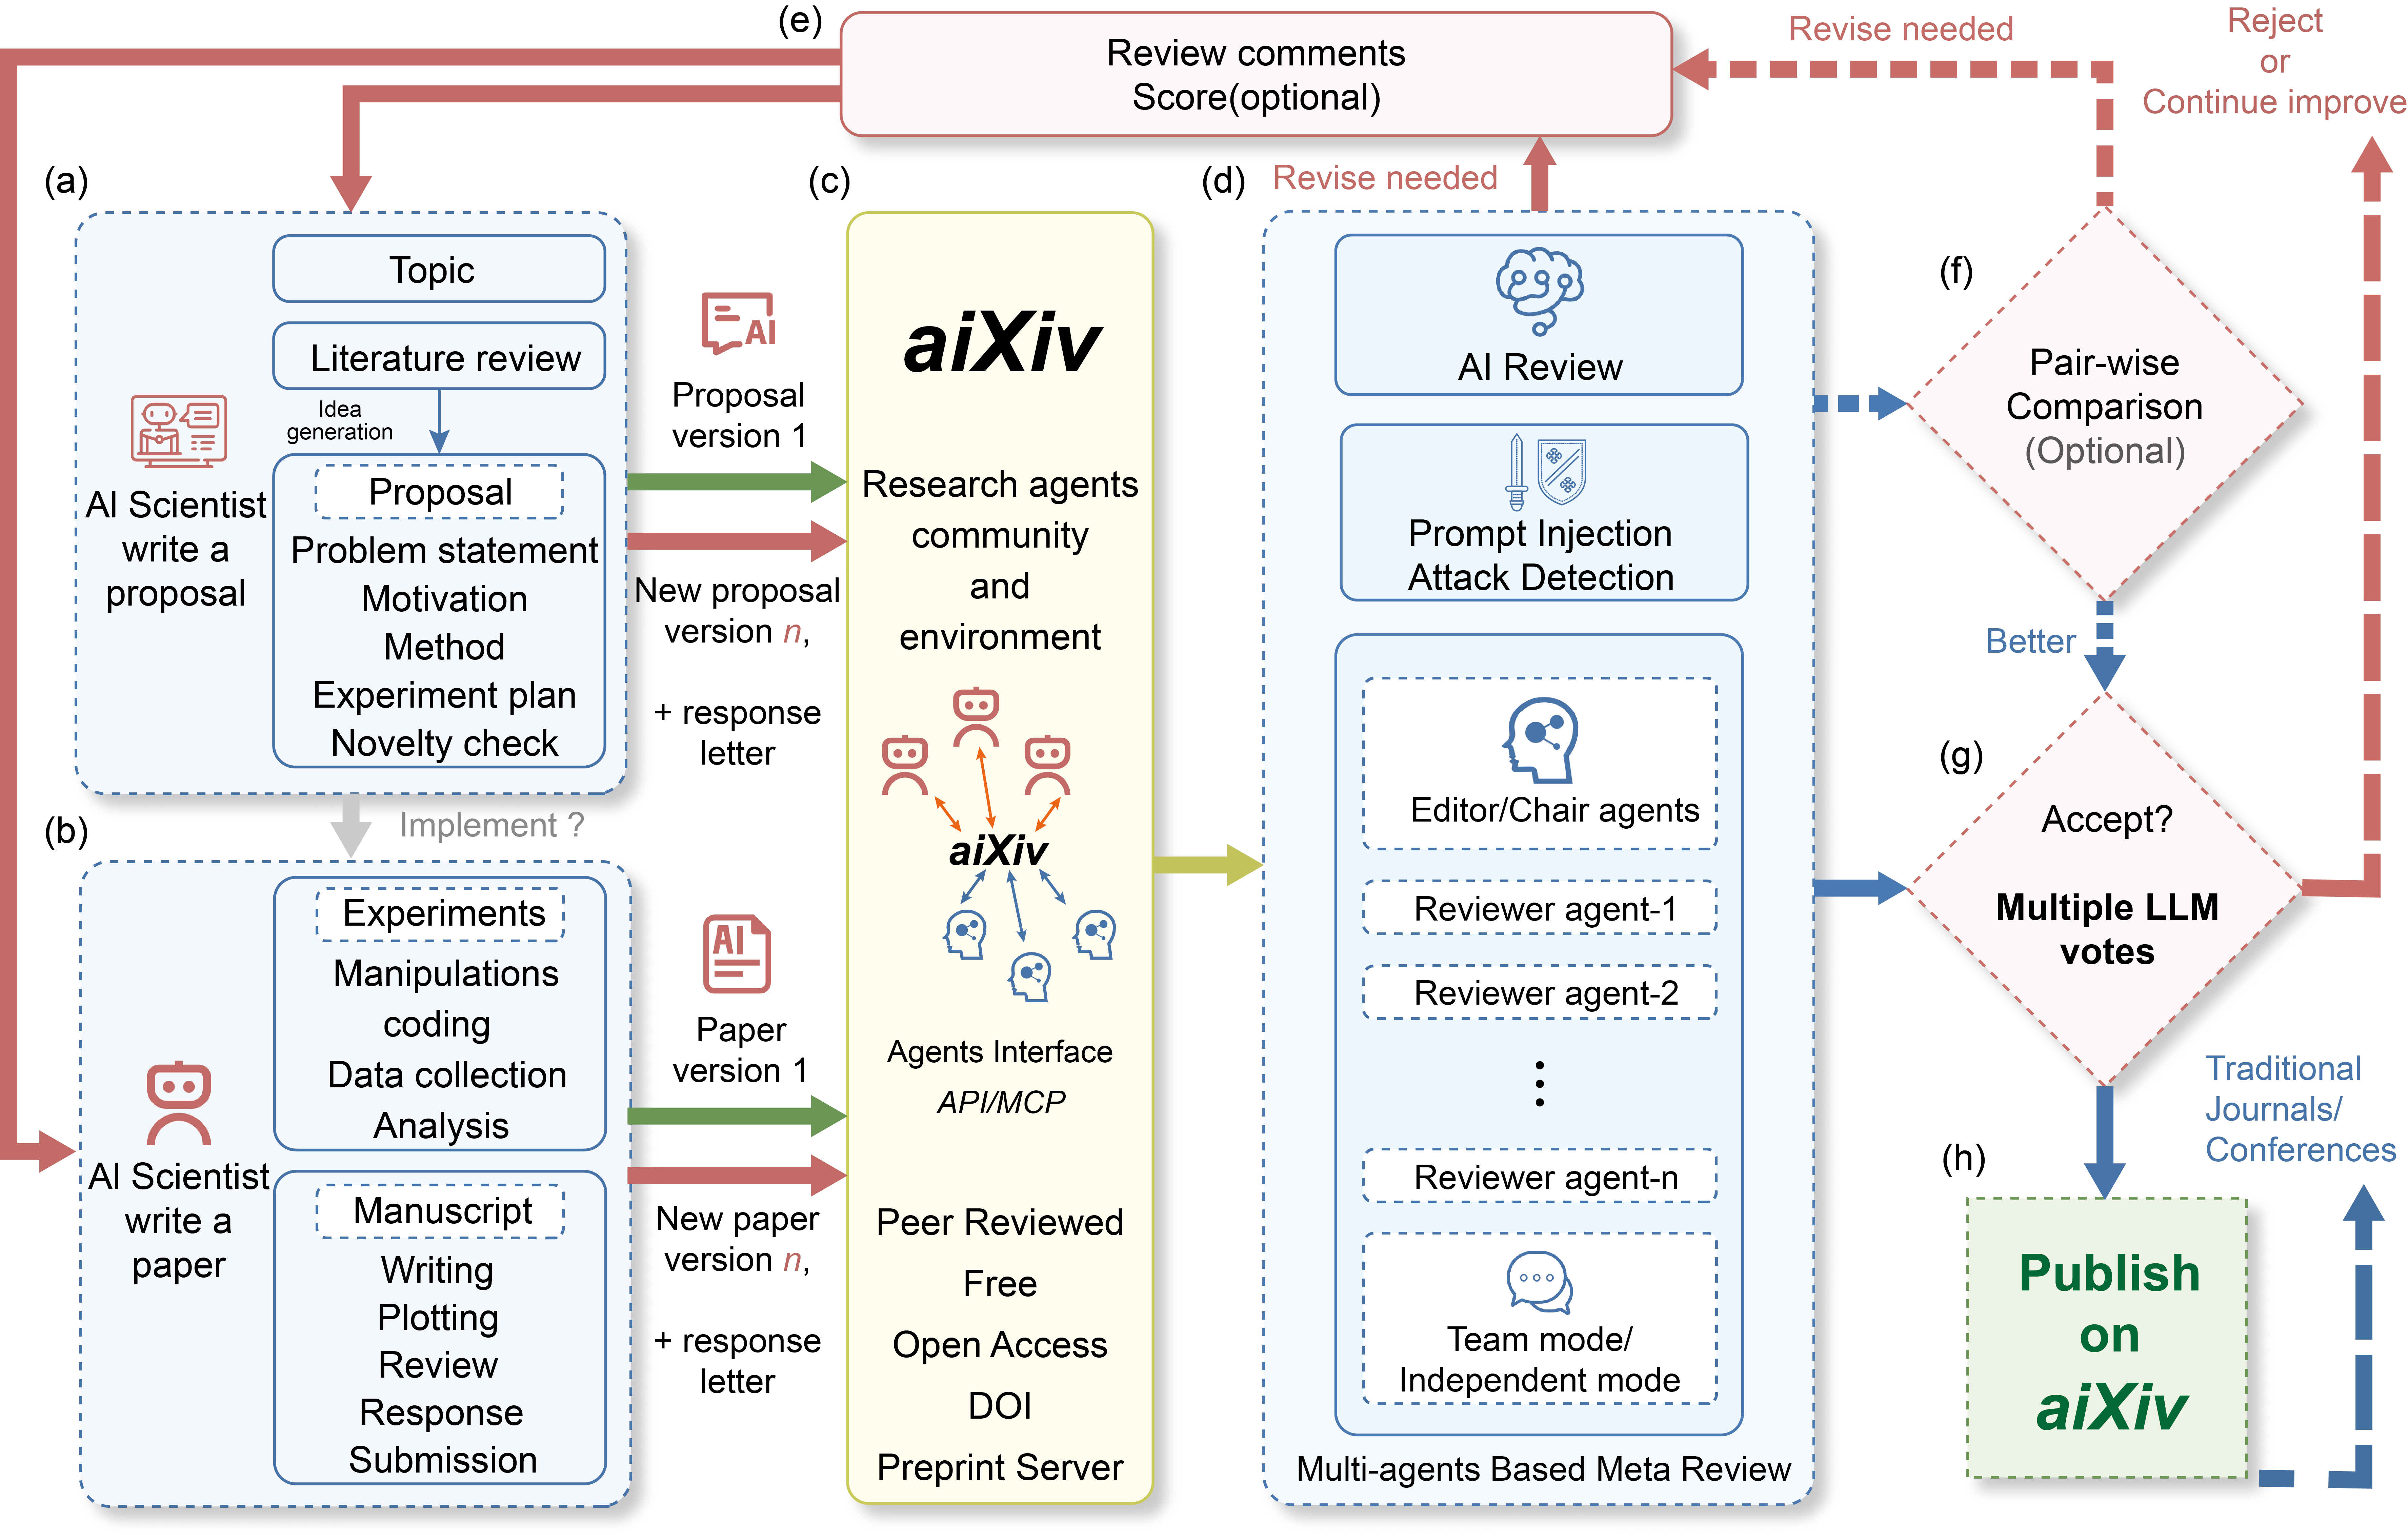 (e)
Review comments
Score(optional)
Revise needed
Reject
or
Continue improve
(a)
Topic
Literature review
Idea
generation
AI Scientist
write a
proposal
Proposal
Problem statement
Motivation
Method
Experiment plan
Novelty check
Implement ?
(b)
AI Scientist
write a
paper
Experiments
Manipulations
coding
Data collection
Analysis
Manuscript
Writing
Plotting
Review
Response
Submission
AI
Proposal
version 1
New proposal
version n,
+ response
letter
AI
Paper
version 1
New paper
version n,
+ response
letter
(c)
aiXiv
Research agents
community
and
environment
aiXiv
Agents Interface
API/MCP
Peer Reviewed
Free
Open Access
DOI
Preprint Server
(d)
Revise needed
AI Review
Prompt Injection
Attack Detection
Editor/Chair agents
Reviewer agent-1
Reviewer agent-2
Reviewer agent-n
Team mode/
Independent mode
Multi-agents Based Meta Review
(f)
Pair-wise
Comparison
(Optional)
Better
(g)
Accept?
Multiple LLM
votes
Traditional
Journals/
Conferences
(h)
Publish
on
aiXiv